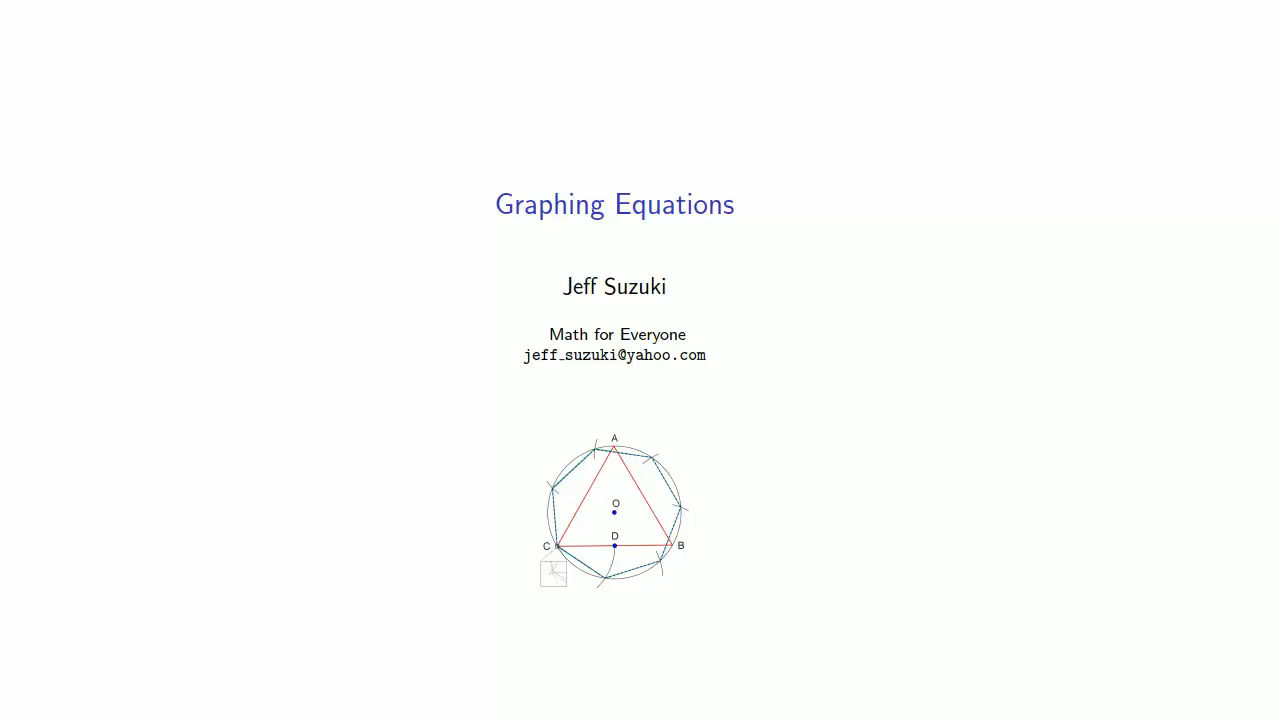 Graphing Equations
Jeff Suzuki
Math for Everyone
jeff_suzuki@yahoo.com
A
O
D
C
B